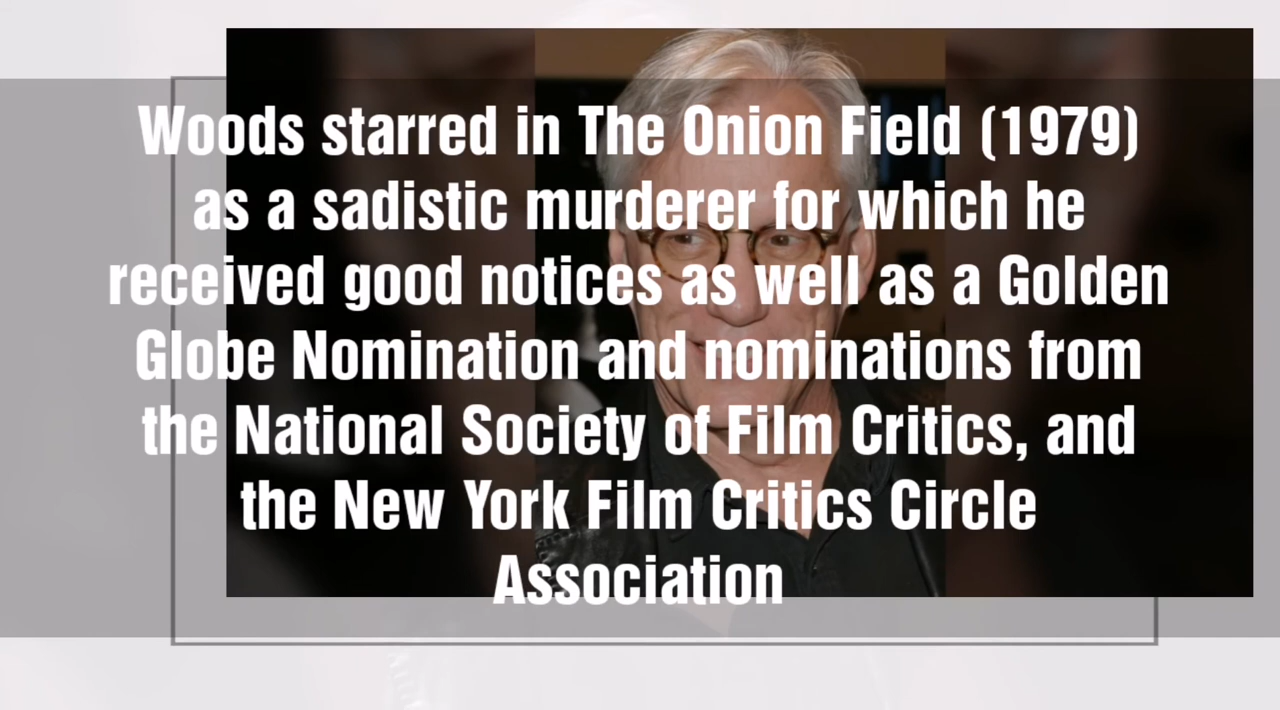 Woods starred in The Onion Field (1979)
as a sadistic murderer for which he
received good notices as well as a Golden
Globe Nomination and nominations from
the National Society of Film Critics, and
the New York Film Critics Circle
Association